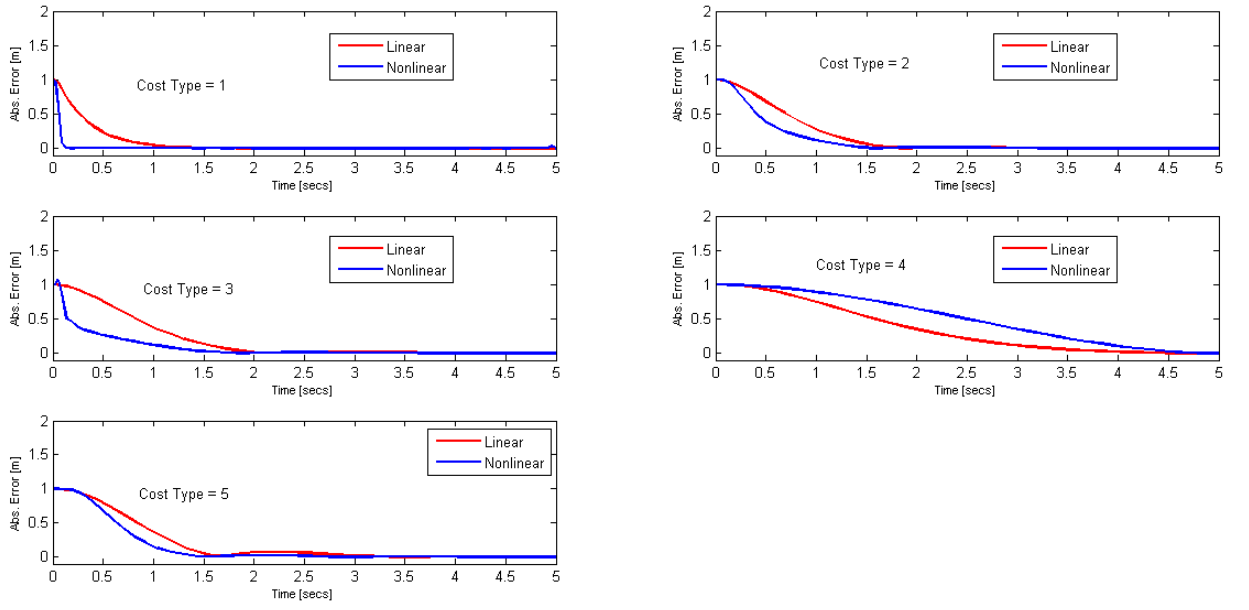 2
1.5
1
0.5
0
Abs. Error [m]
Linear
Nonlinear
Cost Type = 1
0 0.5 1 1.5 2 2.5 3 3.5 4 4.5 5
Time [secs]
2
1.5
1
0.5
0
Abs. Error [m]
Linear
Nonlinear
Cost Type = 2
0 0.5 1 1.5 2 2.5 3 3.5 4 4.5 5
Time [secs]
2
1.5
1
0.5
0
Abs. Error [m]
Linear
Nonlinear
Cost Type = 3
0 0.5 1 1.5 2 2.5 3 3.5 4 4.5 5
Time [secs]
2
1.5
1
0.5
0
Abs. Error [m]
Linear
Nonlinear
Cost Type = 4
0 0.5 1 1.5 2 2.5 3 3.5 4 4.5 5
Time [secs]
2
1.5
1
0.5
0
Abs. Error [m]
Linear
Nonlinear
Cost Type = 5
0 0.5 1 1.5 2 2.5 3 3.5 4 4.5 5
Time [secs]